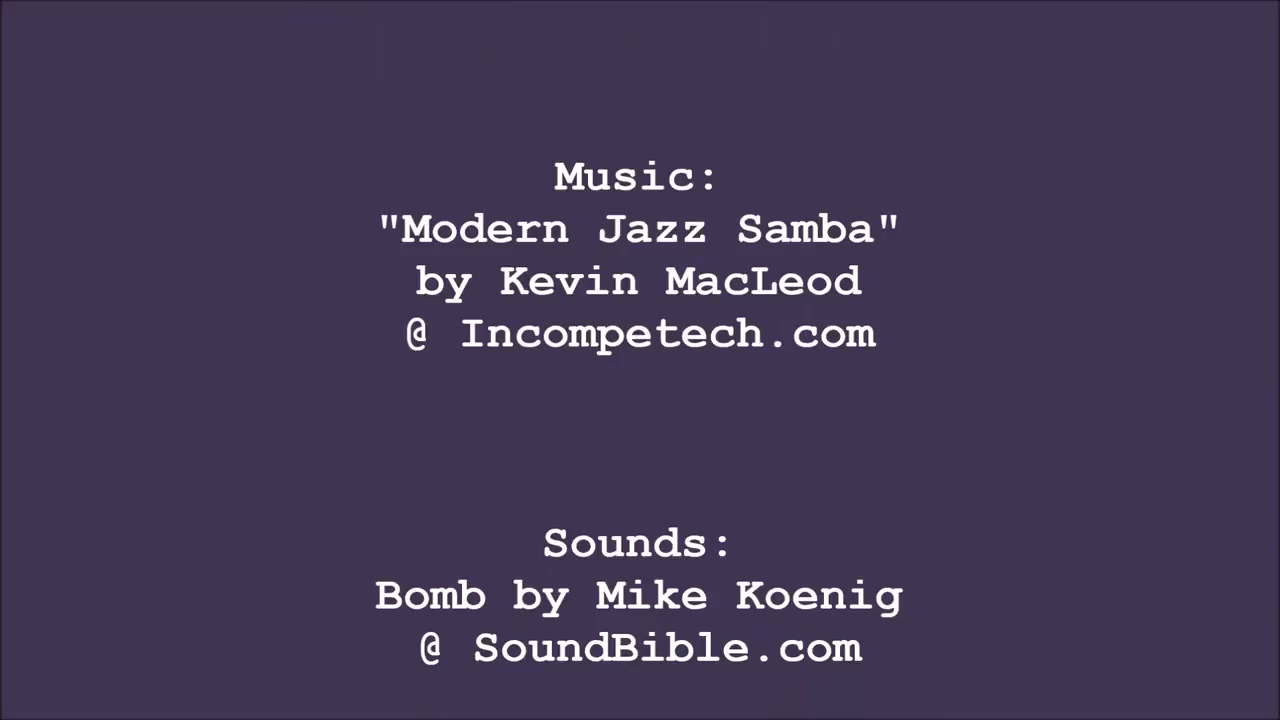 Music:
"Modern Jazz Samba"
by Kevin MacLeod
@ Incompetech.com
Sounds:
Bomb by Mike Koenig
@ SoundBible.com